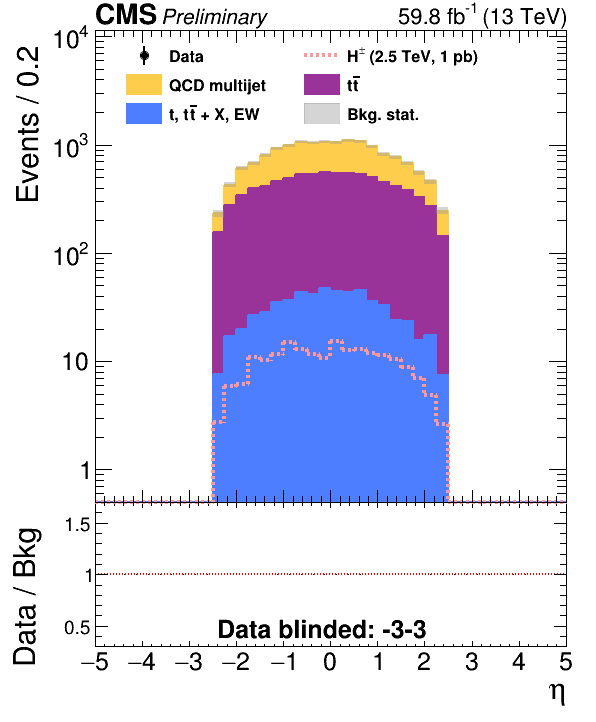 CMS Preliminary 59.8 fb⁻¹ (13 TeV)
Events / 0.2
10⁴
10³
10²
10
1
Data
H± (2.5 TeV, 1 pb)
QCD multijet
tt̄
t, tt̄ + X, EW
Bkg. stat.
Data / Bkg
1.5
1
0.5
Data blinded: -3-3
−5 −4 −3 −2 −1 0 1 2 3 4 5
η